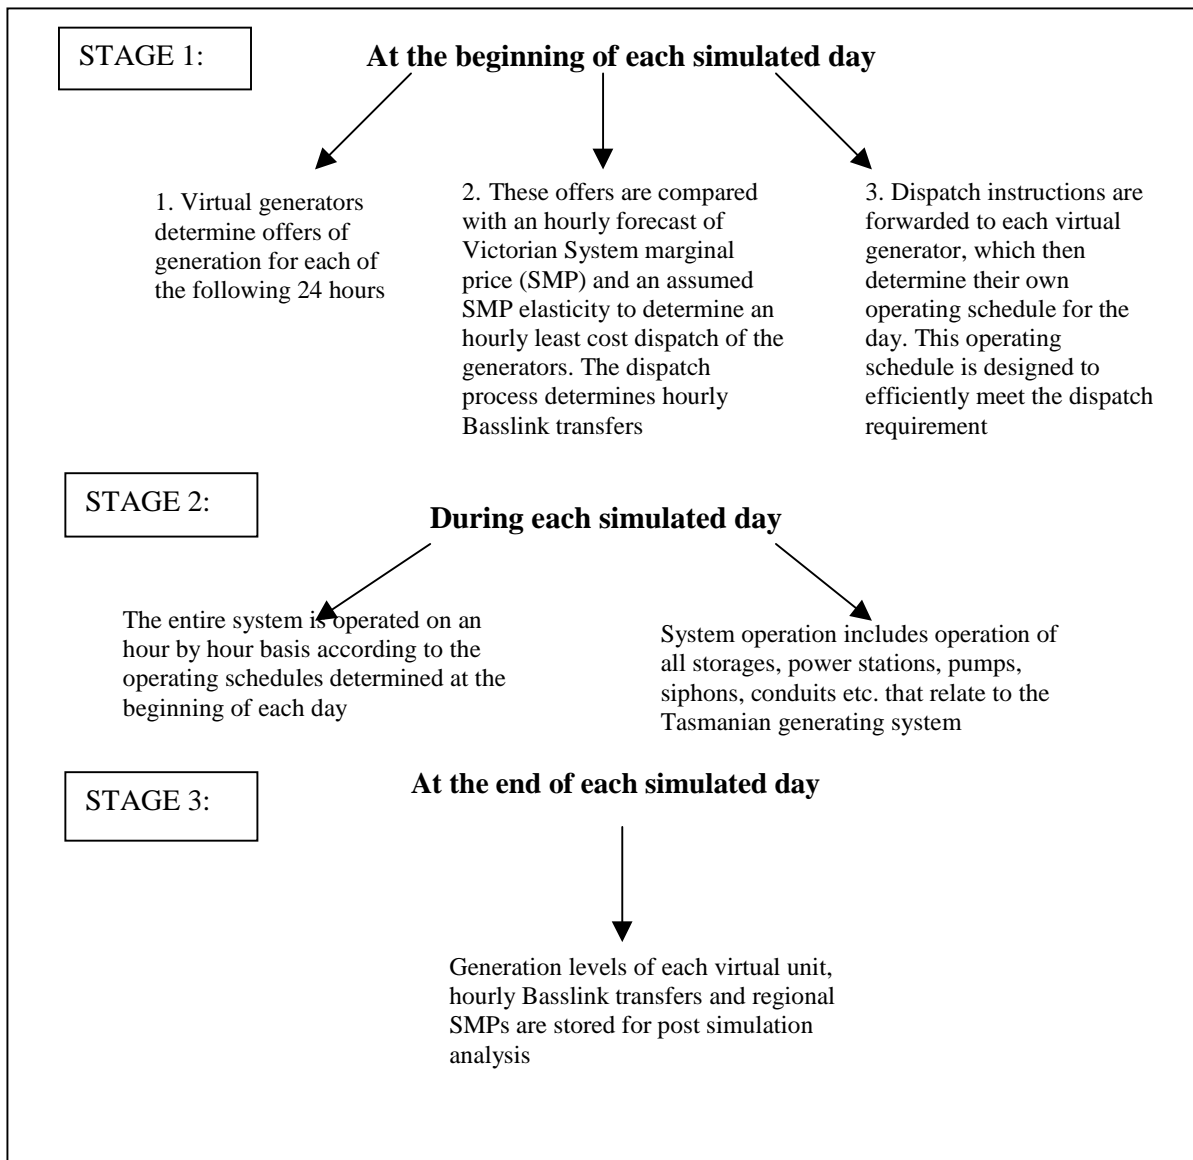 STAGE 1:
At the beginning of each simulated day
1. Virtual generators
determine offers of
generation for each of
the following 24 hours
2. These offers are compared
with an hourly forecast of
Victorian System marginal
price (SMP) and an assumed
SMP elasticity to determine an
hourly least cost dispatch of the
generators. The dispatch
process determines hourly
Basslink transfers
3. Dispatch instructions are
forwarded to each virtual
generator, which then
determine their own
operating schedule for the
day. This operating
schedule is designed to
efficiently meet the dispatch
requirement
STAGE 2:
During each simulated day
The entire system is operated on an
hour by hour basis according to the
operating schedules determined at the
beginning of each day
System operation includes operation of
all storages, power stations, pumps,
siphons, conduits etc. that relate to the
Tasmanian generating system
STAGE 3:
At the end of each simulated day
Generation levels of each virtual unit,
hourly Basslink transfers and regional
SMPs are stored for post simulation
analysis